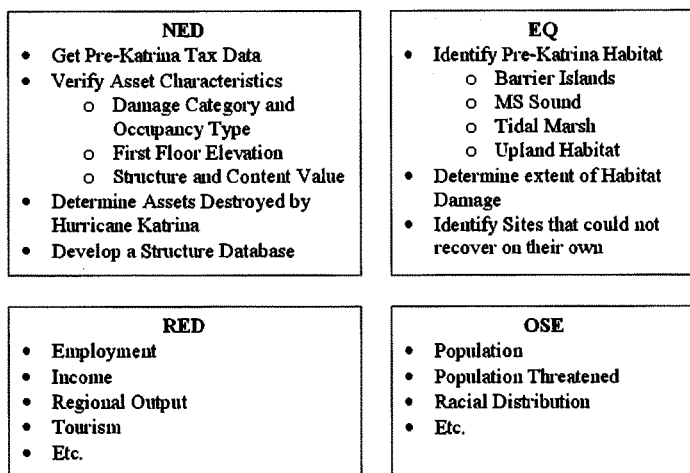 NED
• Get Pre-Katrina Tax Data
• Verify Asset Characteristics
o Damage Category and
Occupancy Type
o First Floor Elevation
o Structure and Content Value
• Determine Assets Destroyed by
Hurricane Katrina
• Develop a Structure Database
EQ
• Identify Pre-Katrina Habitat
o Barrier Islands
o MS Sound
o Tidal Marsh
o Upland Habitat
• Determine extent of Habitat
Damage
• Identify Sites that could not
recover on their own
RED
• Employment
• Income
• Regional Output
• Tourism
• Etc.
OSE
• Population
• Population Threatened
• Racial Distribution
• Etc.